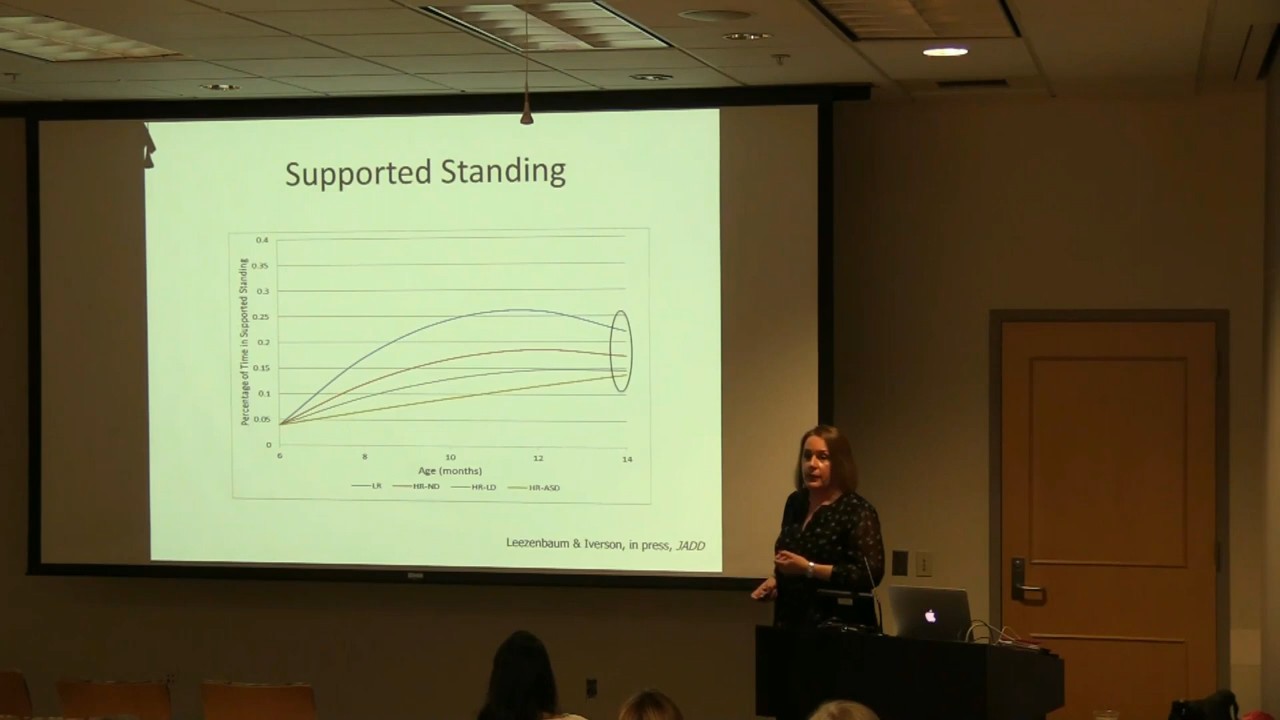 Supported Standing
Percentage of Time in Supported Standing
0.4
0.35
0.3
0.25
0.2
0.15
0.1
0.05
0
6 8 10 12 14
Age (months)
LR HR-ND HR-LD HR-ASD
Leezenbaum & Iverson, in press, JADD